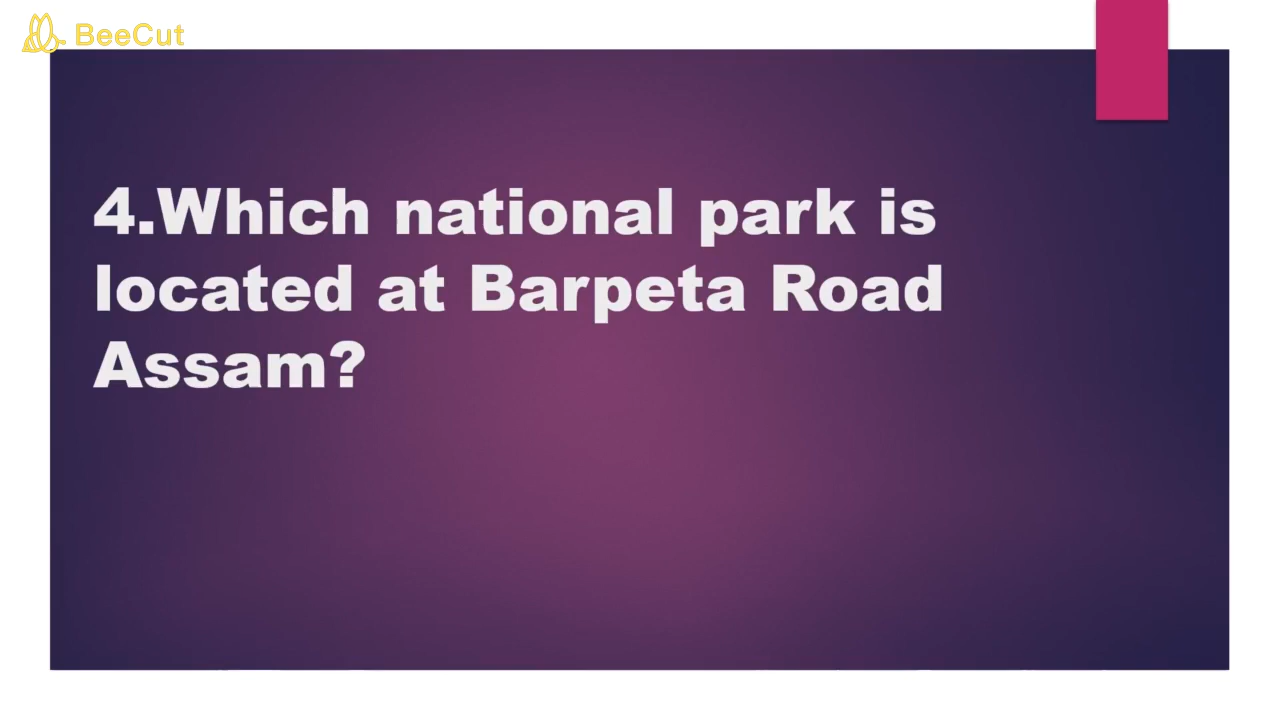 BeeCut
4.Which national park is
located at Barpeta Road
Assam?